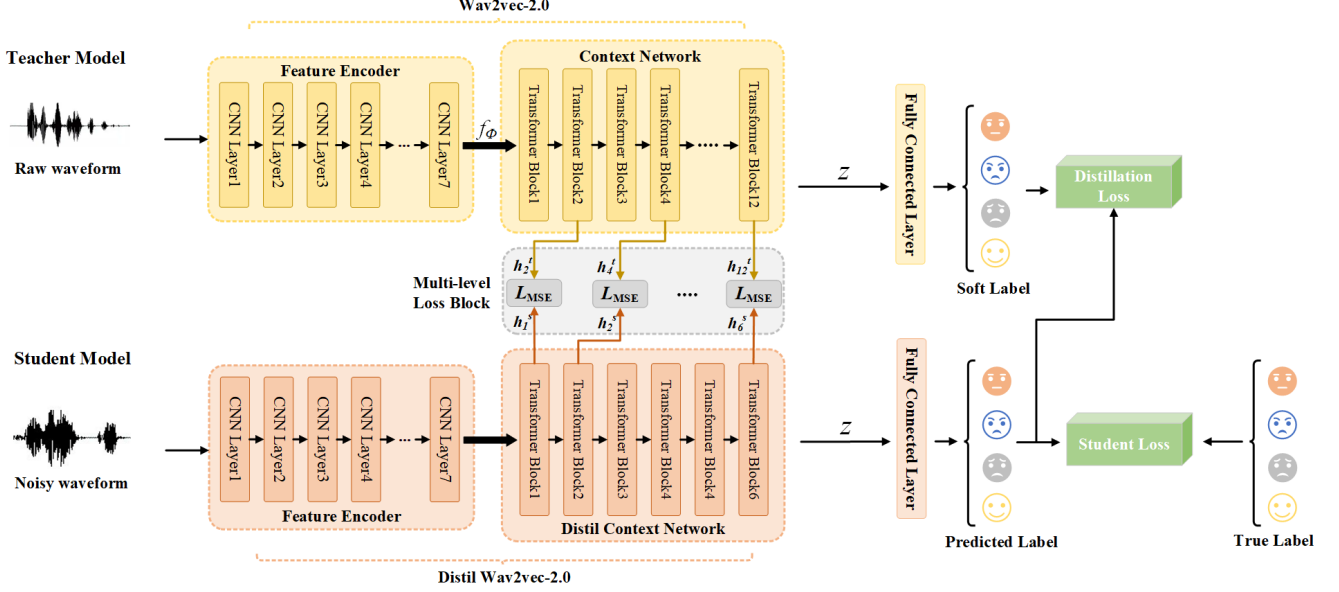 Wav2vec-2.0
Teacher Model
Raw waveform
Feature Encoder
CNN Layer1
CNN Layer2
CNN Layer3
CNN Layer4
...
CNN Layer7
fΦ
Context Network
Transformer Block1
Transformer Block2
Transformer Block3
Transformer Block4
....
Transformer Block12
z
Fully Connected Layer
Soft Label
Distillation
Loss
Multi-level
Loss Block
h₂ᵗ
h₄ᵗ
h₁₂ᵗ
LMSE
LMSE
....
LMSE
h₁ˢ
h₂ˢ
h₆ˢ
Student Model
Noisy waveform
CNN Layer1
CNN Layer2
CNN Layer3
CNN Layer4
...
CNN Layer7
Feature Encoder
Transformer Block1
Transformer Block2
Transformer Block3
Transformer Block4
Transformer Block4
Transformer Block6
Distil Context Network
z
Fully Connected Layer
Predicted Label
Student Loss
True Label
Distil Wav2vec-2.0